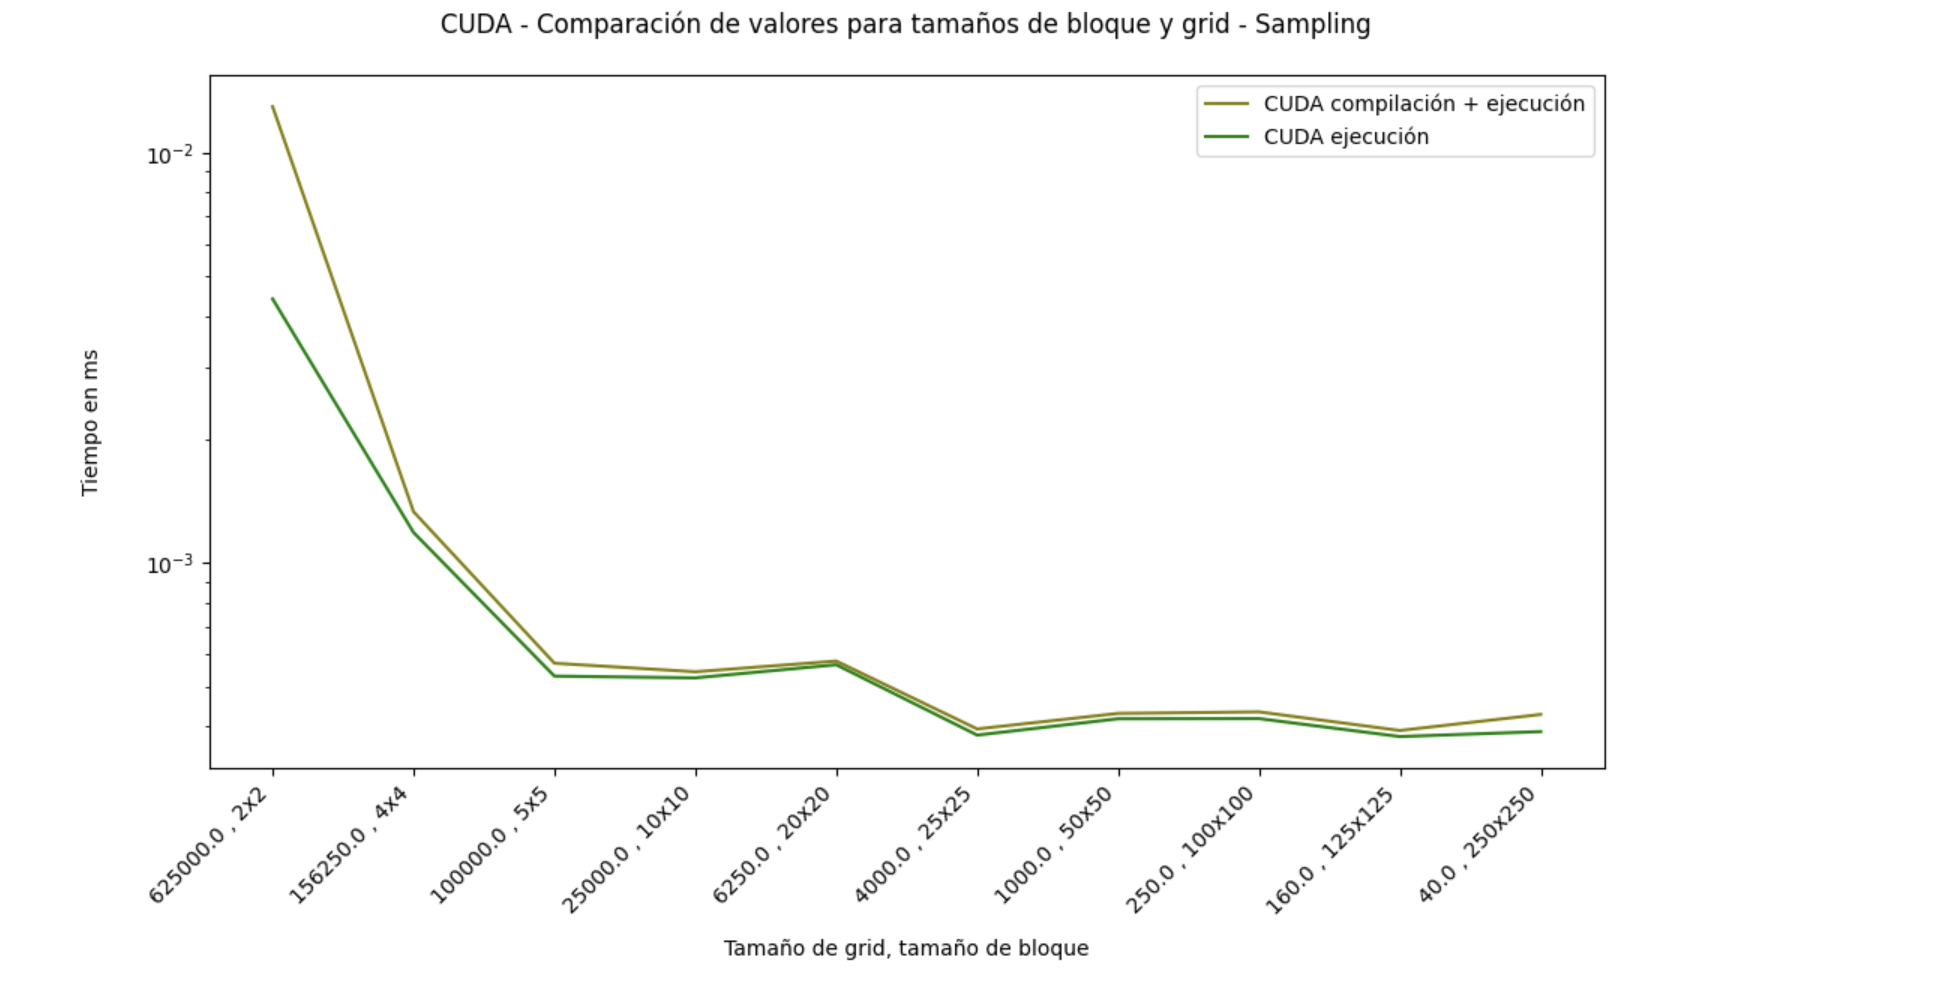 CUDA - Comparación de valores para tamaños de bloque y grid - Sampling
CUDA compilación + ejecución
CUDA ejecución
10⁻²
10⁻³
Tiempo en ms
625000.0 , 2x2
156250.0 , 4x4
100000.0 , 5x5
25000.0 , 10x10
6250.0 , 20x20
4000.0 , 25x25
1000.0 , 50x50
250.0 , 100x100
160.0 , 125x125
40.0 , 250x250
Tamaño de grid, tamaño de bloque